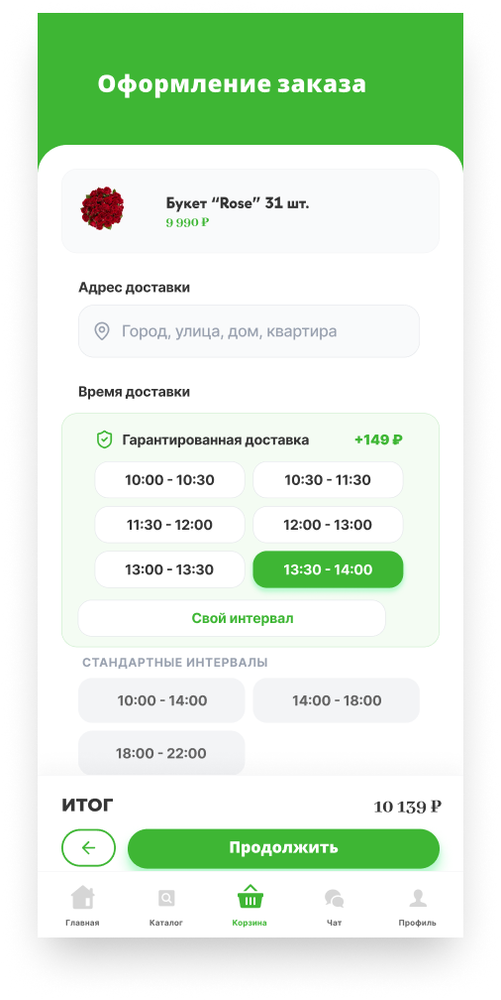 Оформление заказа
Букет “Rose” 31 шт.
9 990 ₽
Адрес доставки
Город, улица, дом, квартира
Время доставки
Гарантированная доставка +149 ₽
10:00 - 10:30 10:30 - 11:30
11:30 - 12:00 12:00 - 13:00
13:00 - 13:30 13:30 - 14:00
Свой интервал
СТАНДАРТНЫЕ ИНТЕРВАЛЫ
10:00 - 14:00 14:00 - 18:00
18:00 - 22:00
ИТОГ 10 139 ₽
Продолжить
Главная Каталог Корзина Чат Профиль